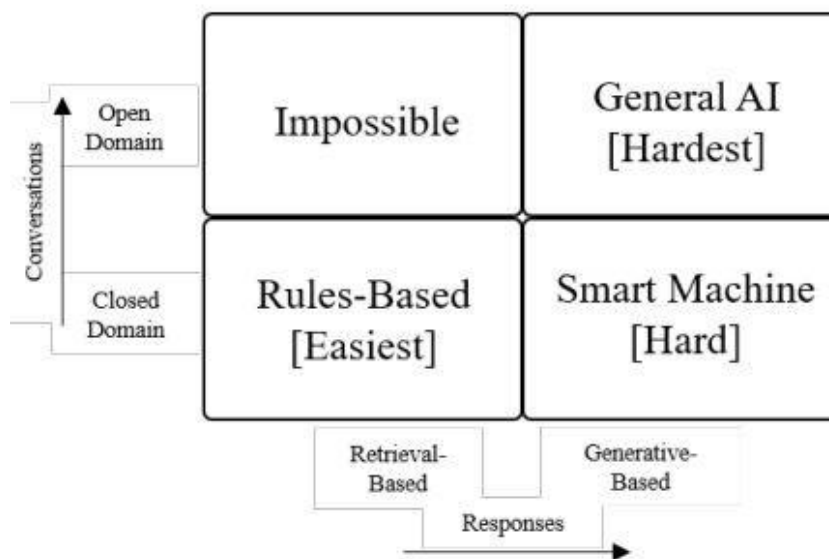 Impossible
General AI
[Hardest]
Open
Domain
Conversations
Closed
Domain
Rules-Based
[Easiest]
Smart Machine
[Hard]
Retrieval-
Based
Generative-
Based
Responses